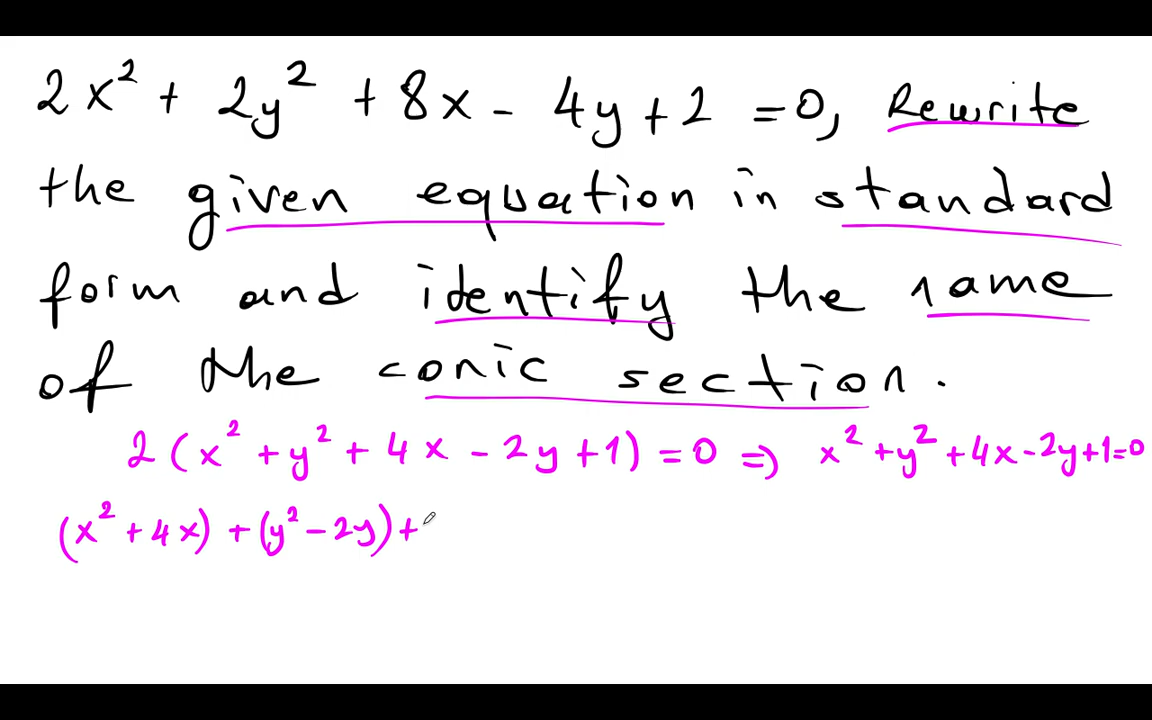 2x² + 2y² + 8x - 4y + 2 = 0, Rewrite
the given equation in standard
form and identify the name
of the conic section.
2(x² + y² + 4x - 2y + 1) = 0 ⇒ x² + y² + 4x - 2y + 1 = 0
(x² + 4x) + (y² - 2y) +